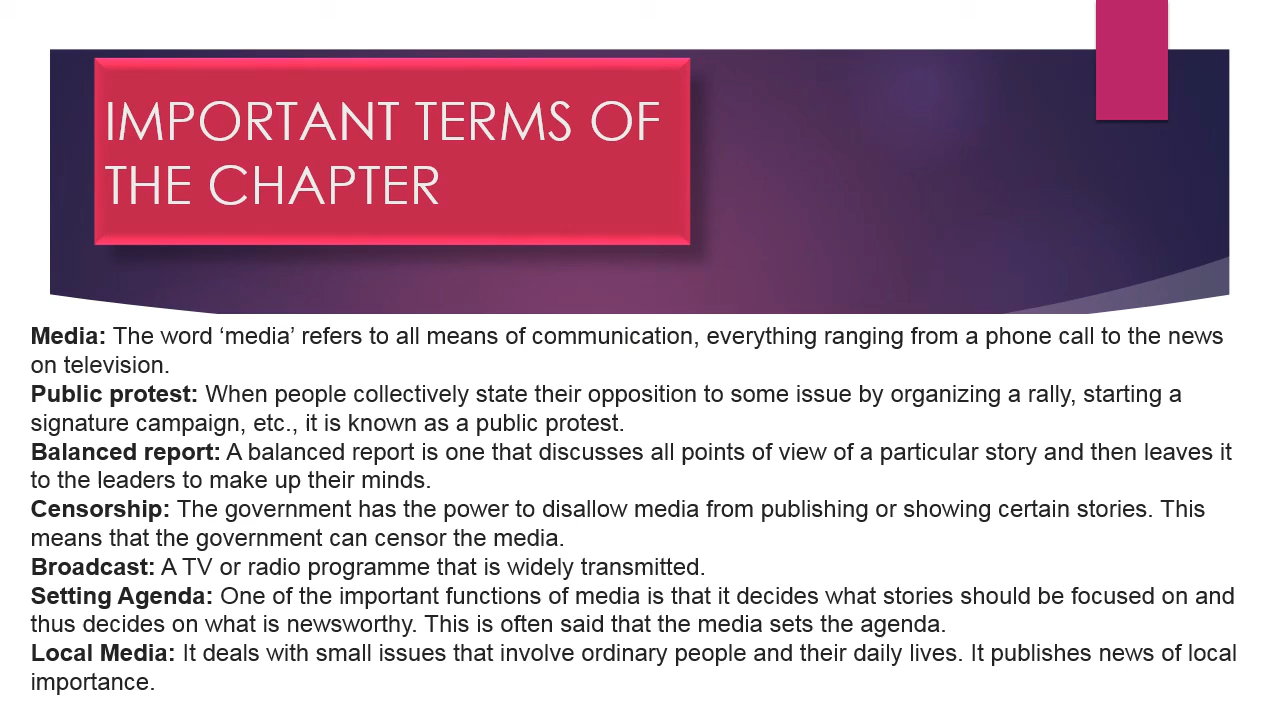 IMPORTANT TERMS OF
THE CHAPTER
Media: The word ‘media’ refers to all means of communication, everything ranging from a phone call to the news
on television.
Public protest: When people collectively state their opposition to some issue by organizing a rally, starting a
signature campaign, etc., it is known as a public protest.
Balanced report: A balanced report is one that discusses all points of view of a particular story and then leaves it
to the leaders to make up their minds.
Censorship: The government has the power to disallow media from publishing or showing certain stories. This
means that the government can censor the media.
Broadcast: A TV or radio programme that is widely transmitted.
Setting Agenda: One of the important functions of media is that it decides what stories should be focused on and
thus decides on what is newsworthy. This is often said that the media sets the agenda.
Local Media: It deals with small issues that involve ordinary people and their daily lives. It publishes news of local
importance.